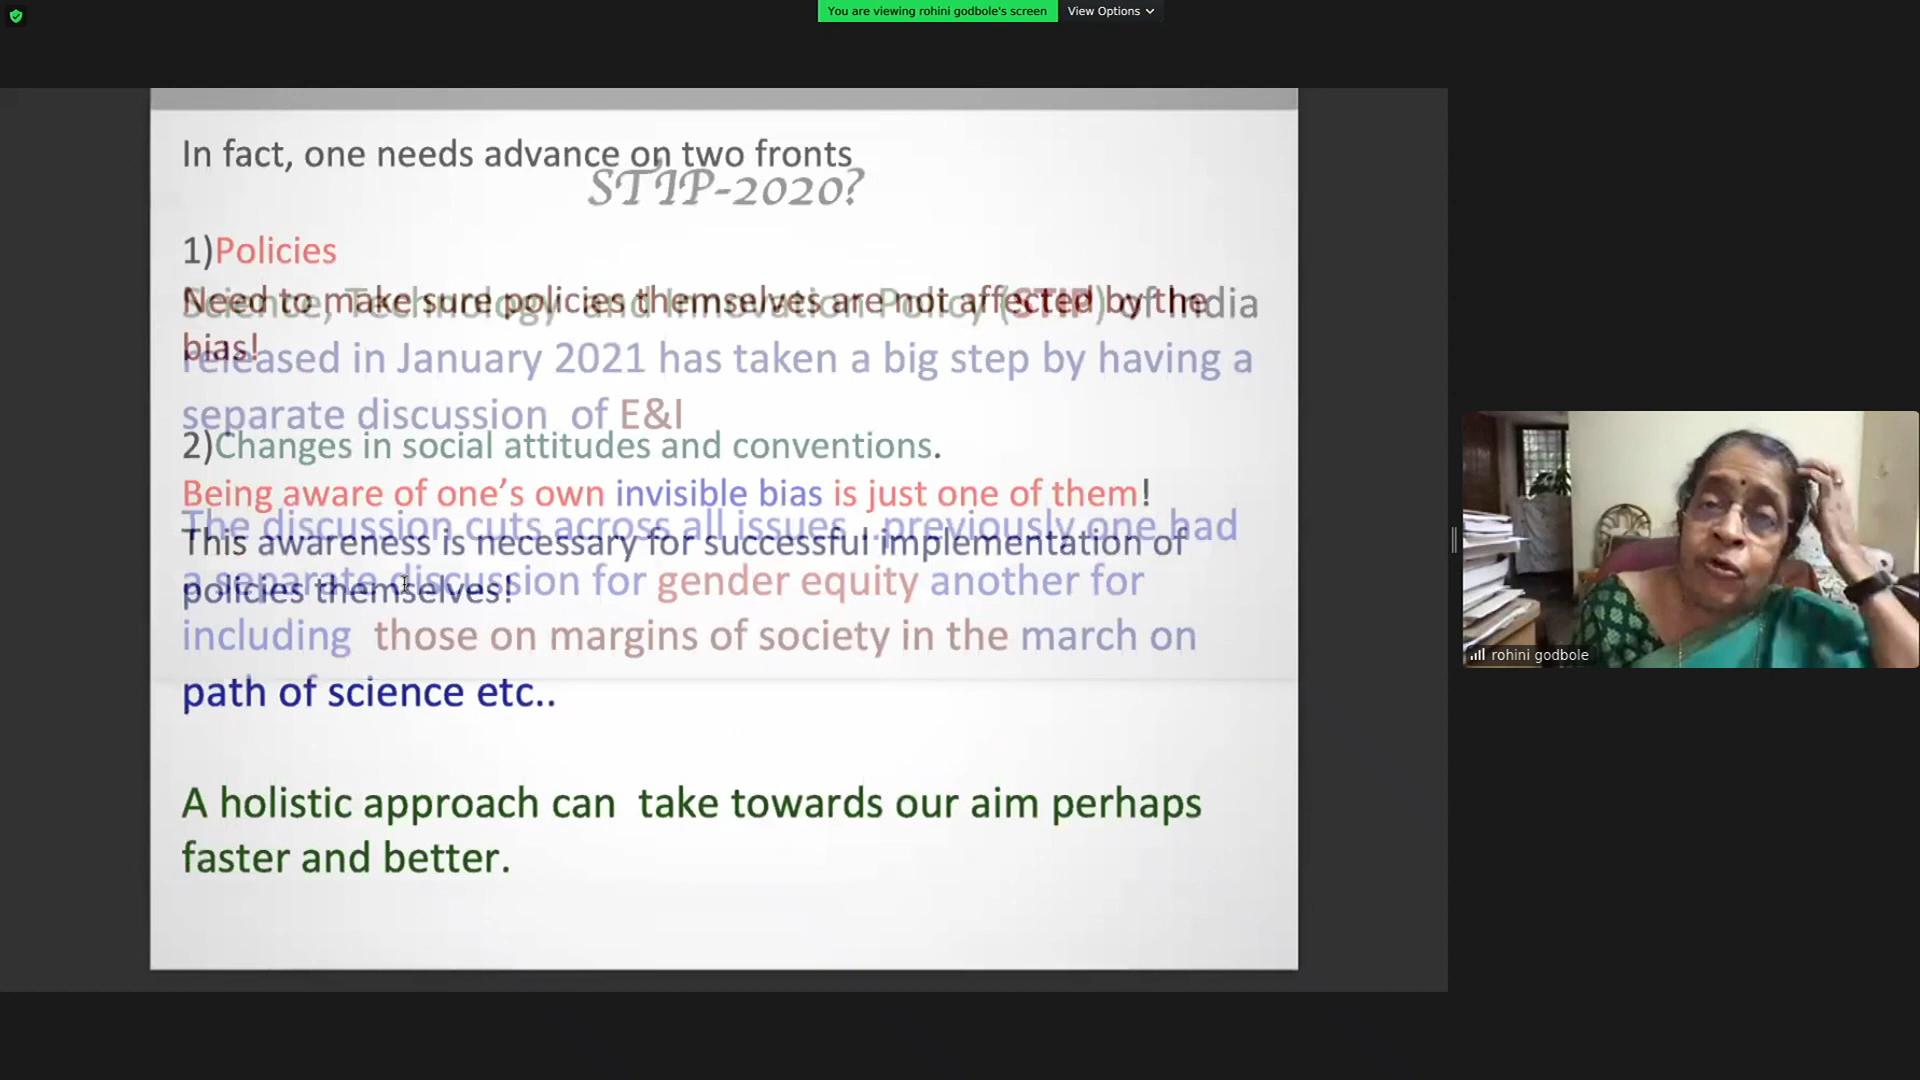 You are viewing rohini godbole's screen
View Options
In fact, one needs advance on two fronts
STIP-2020?
1)Policies
Need to make sure policies themselves are not affected by the
bias!
Science, Technology and Innovation Policy (STIP) of India
released in January 2021 has taken a big step by having a
separate discussion of E&I
2)Changes in social attitudes and conventions.
Being aware of one's own invisible bias is just one of them!
The discussion cuts across all issues...previously one had
This awareness is necessary for successful implementation of
policies themselves!
a separate discussion for gender equity another for
including those on margins of society in the march on
path of science etc..
A holistic approach can take towards our aim perhaps
faster and better.
rohini godbole